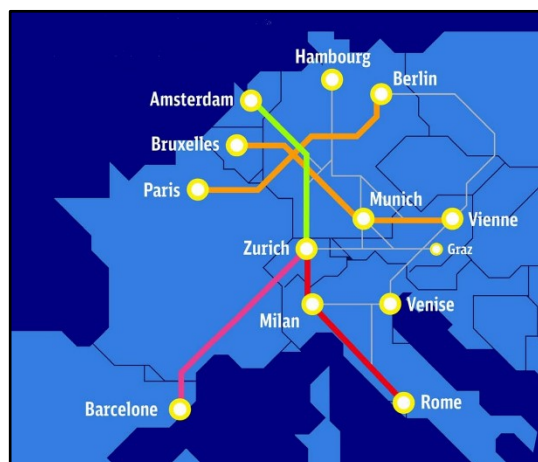 Hambourg
Berlin
Amsterdam
Bruxelles
Paris
Munich
Vienne
Zurich
Graz
Milan
Venise
Barcelone
Rome